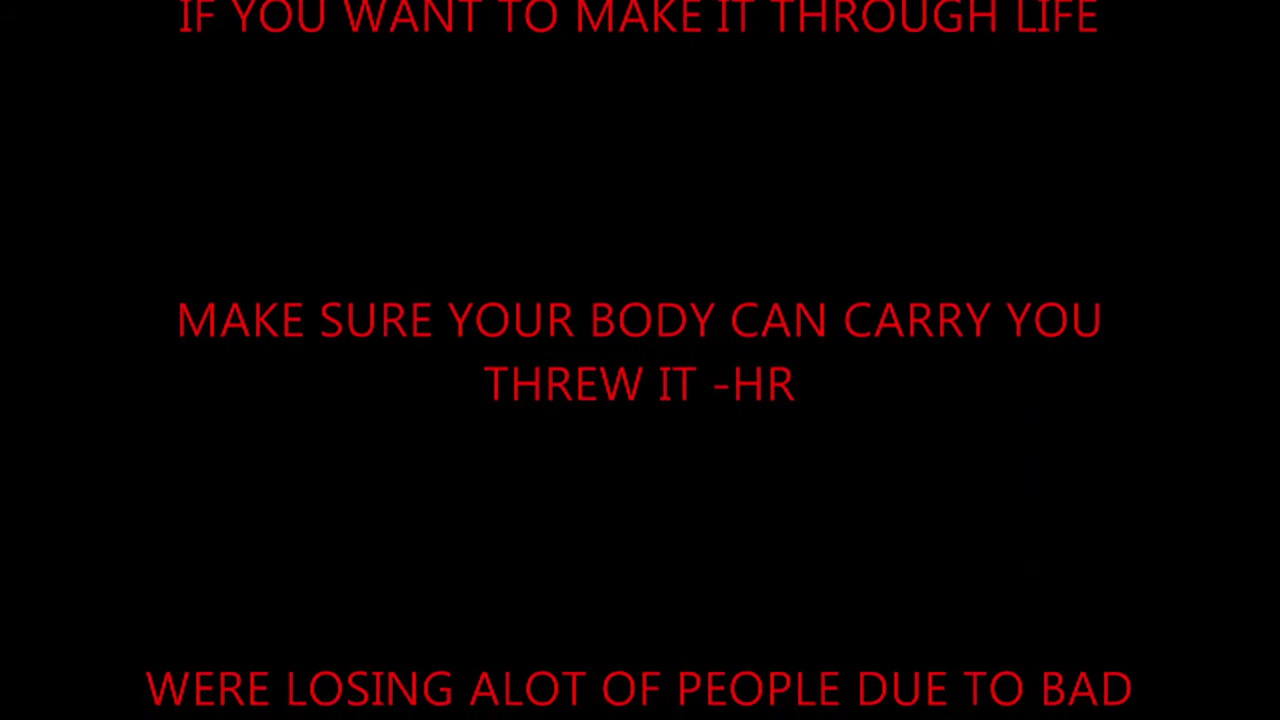 IF YOU WANT TO MAKE IT THROUGH LIFE
MAKE SURE YOUR BODY CAN CARRY YOU
THREW IT -HR
WERE LOSING ALOT OF PEOPLE DUE TO BAD